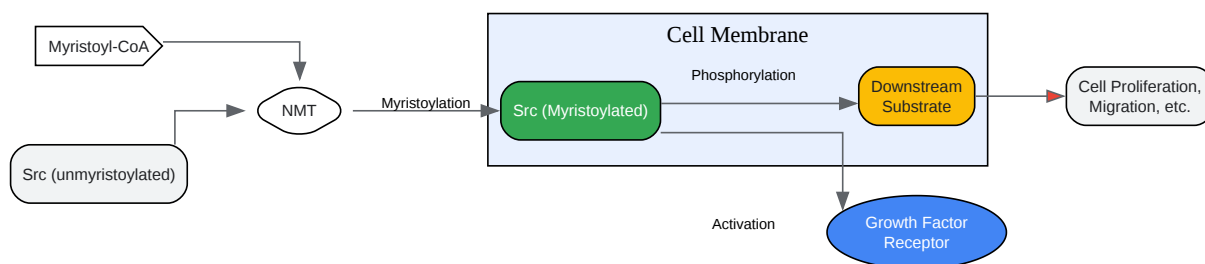 Myristoyl-CoA
Src (unmyristoylated)
NMT
Myristoylation
Cell Membrane
Src (Myristoylated)
Phosphorylation
Downstream
Substrate
Activation
Growth Factor
Receptor
Cell Proliferation,
Migration, etc.